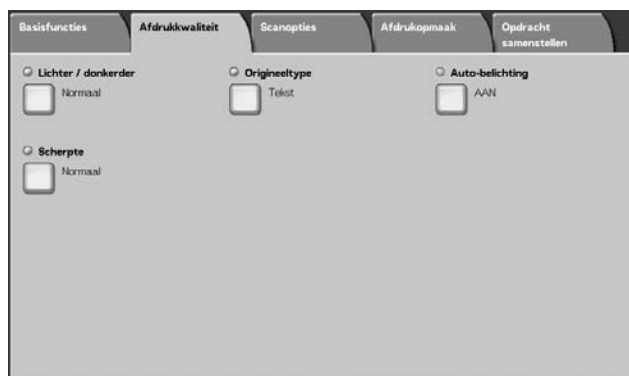 Basisfuncties
Afdrukkwaliteit
Scanopties
Afdrukopmaak
Opdracht
samenstellen
Lichter / donkerder
Normaal
Origineeltype
Tekst
Auto-belichting
AAN
Scherpte
Normaal